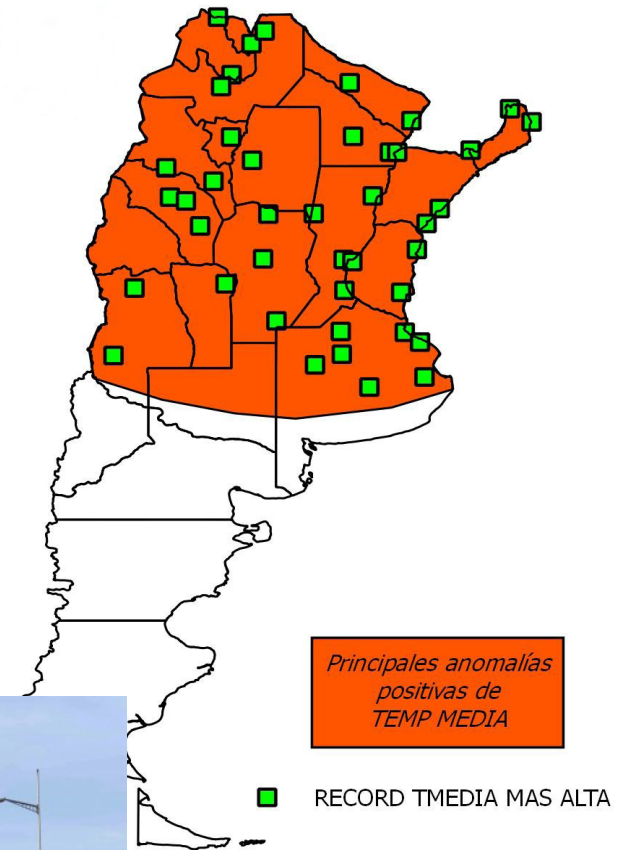 Principales anomalías
positivas de
TEMP MEDIA
RECORD TMEDIA MAS ALTA